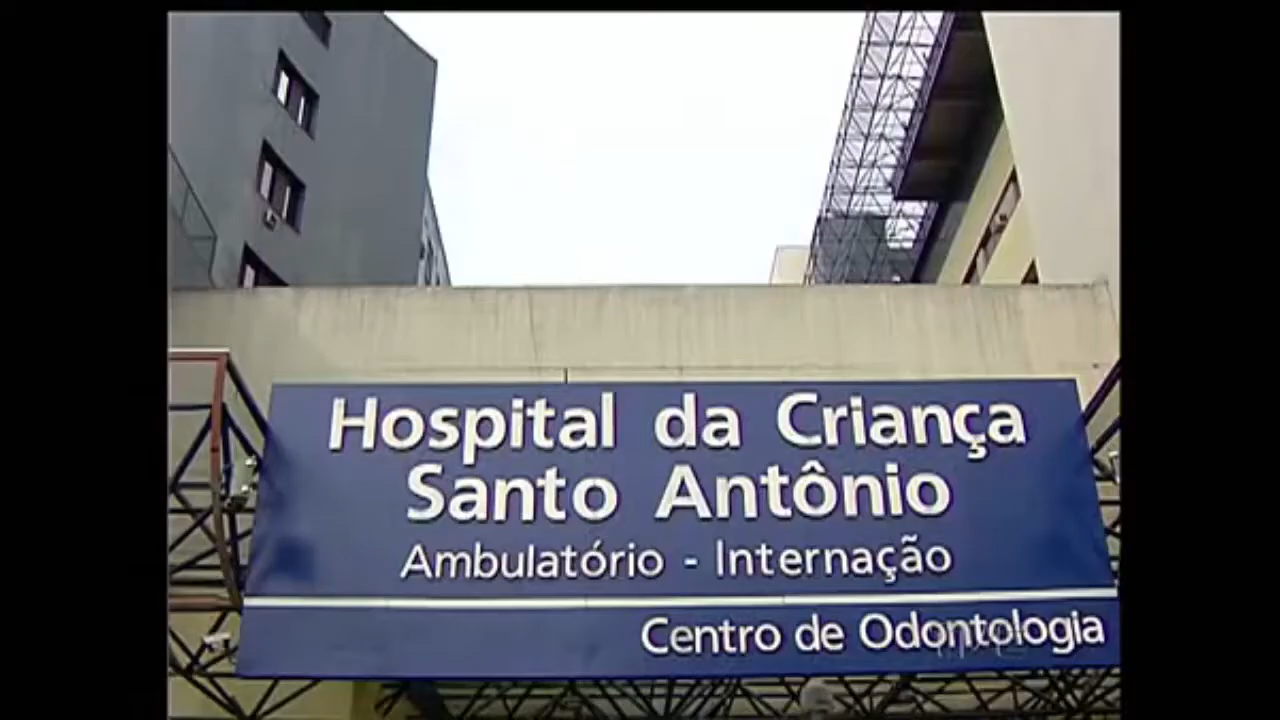 Hospital da Criança
Santo Antônio
Ambulatório - Internação
Centro de Odontologia